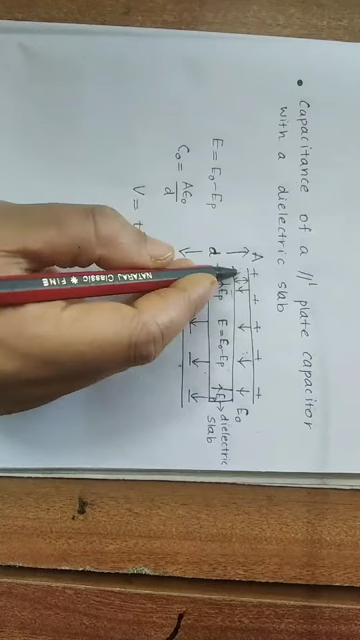 • Capacitance of a ||l plate capacitor
with a dielectric slab
A + + + + +
E₀
E = E₀ - Eₚ
d
Eₚ E = E₀ - Eₚ
→ dielectric
slab
C₀ = Aϵ₀
d
V =
NATARAJ CLASSIC ✱ FINE